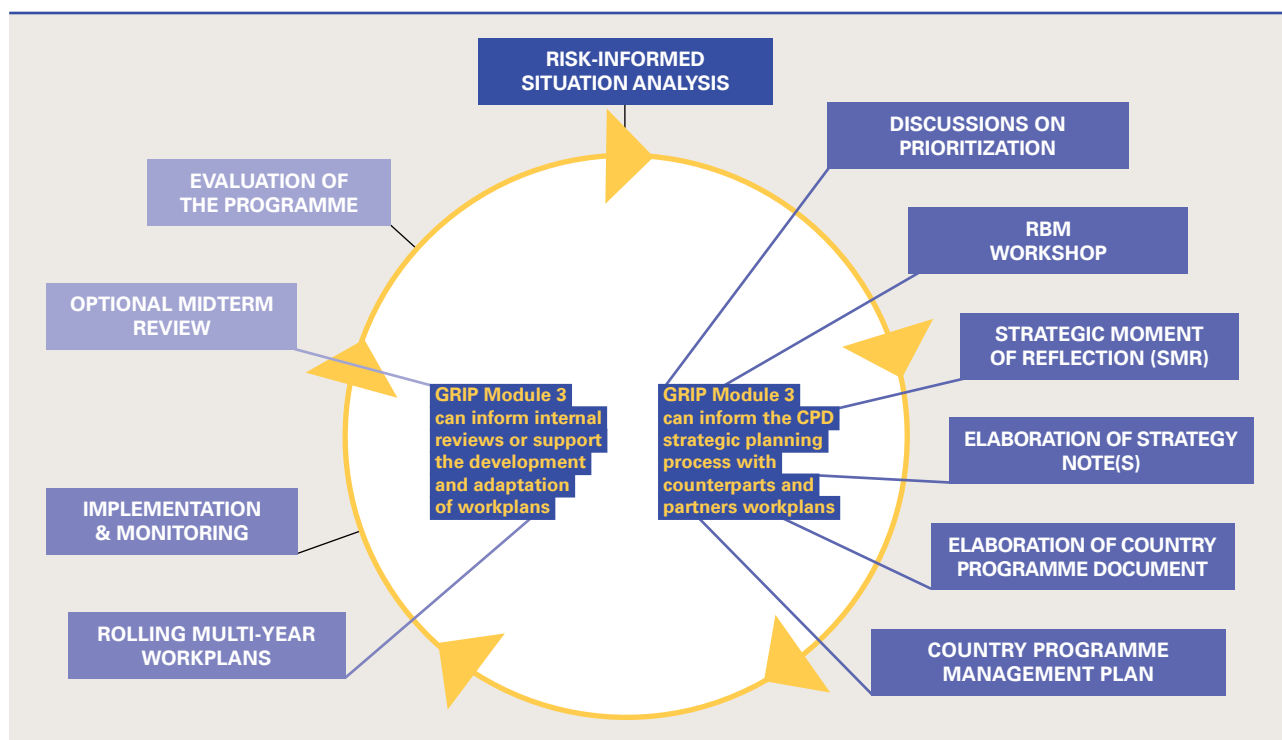 RISK-INFORMED
SITUATION ANALYSIS
DISCUSSIONS ON
PRIORITIZATION
RBM
WORKSHOP
STRATEGIC MOMENT
OF REFLECTION (SMR)
ELABORATION OF STRATEGY
NOTE(S)
ELABORATION OF COUNTRY
PROGRAMME DOCUMENT
COUNTRY PROGRAMME
MANAGEMENT PLAN
ROLLING MULTI-YEAR
WORKPLANS
IMPLEMENTATION
& MONITORING
OPTIONAL MIDTERM
REVIEW
EVALUATION OF
THE PROGRAMME
GRIP Module 3
can inform internal
reviews or support
the development
and adaptation
of workplans
GRIP Module 3
can inform the CPD
strategic planning
process with
counterparts and
partners workplans